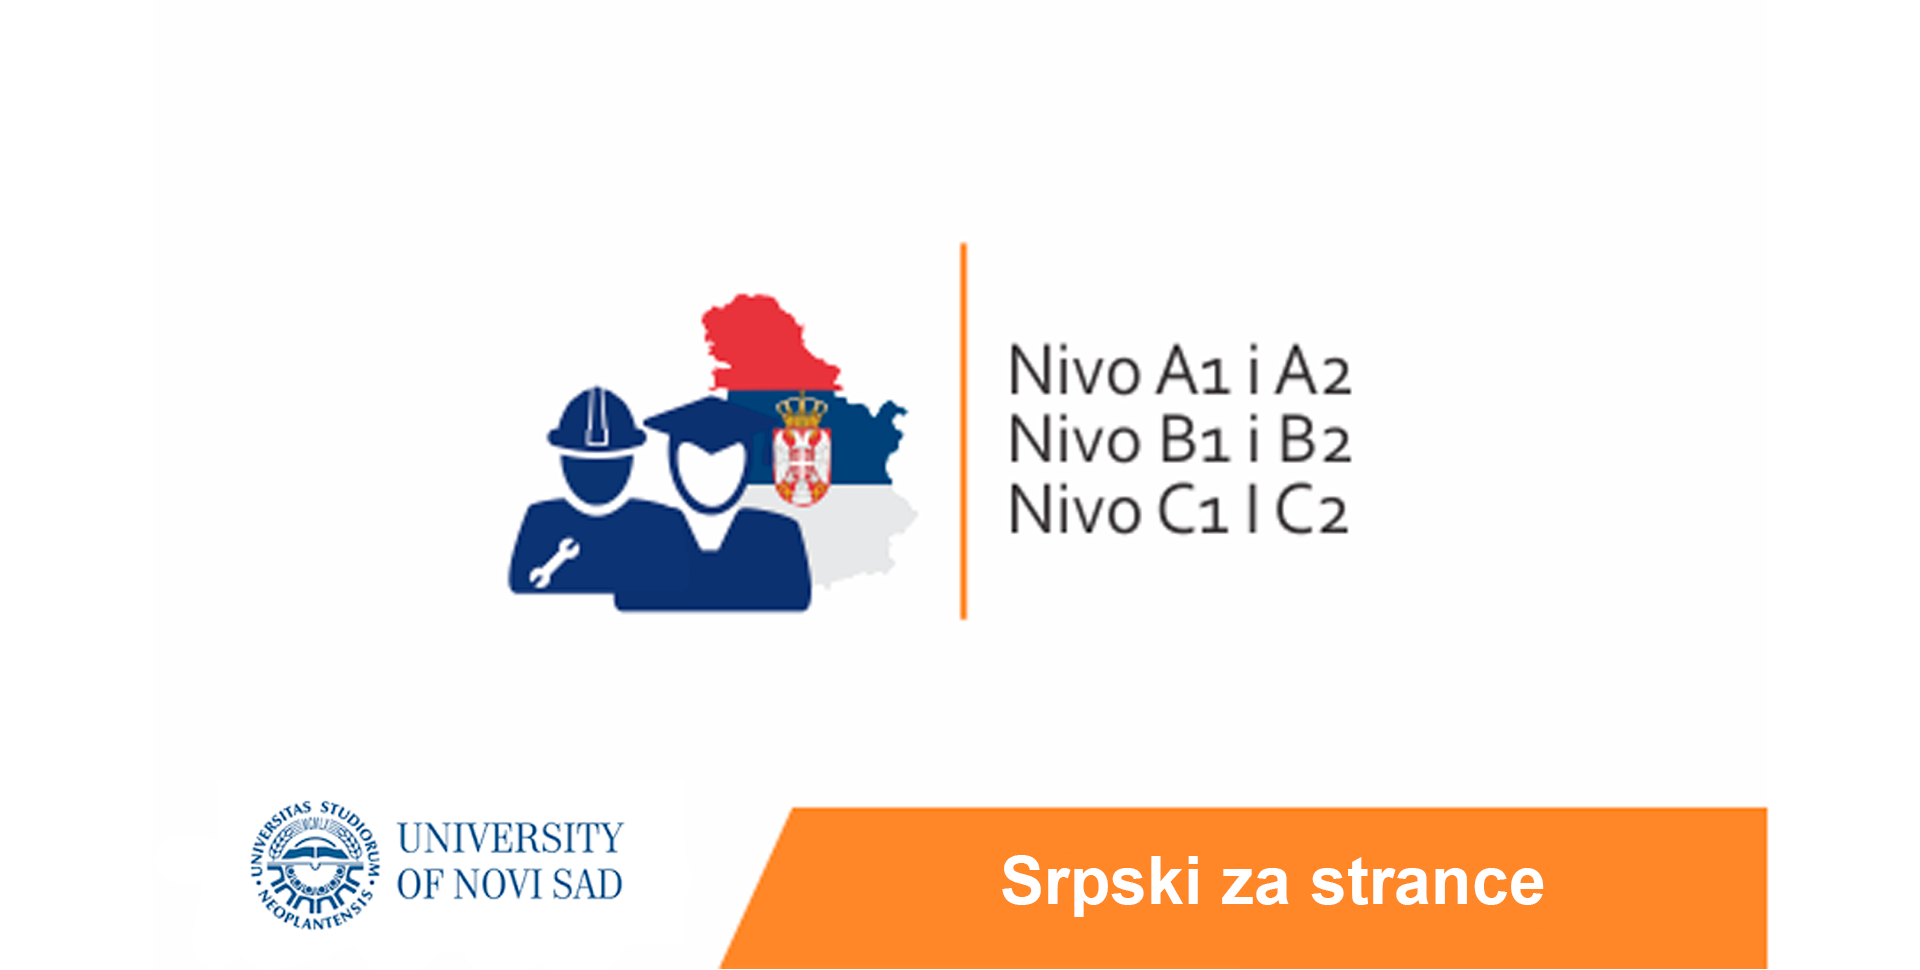 Nivo A1 i A2
Nivo B1 i B2
Nivo C1 I C2
UNIVERSITAS STUDIORUM
NEOPLANTENSIS
MCMLX
UNIVERSITY
OF NOVI SAD
Srpski za strance